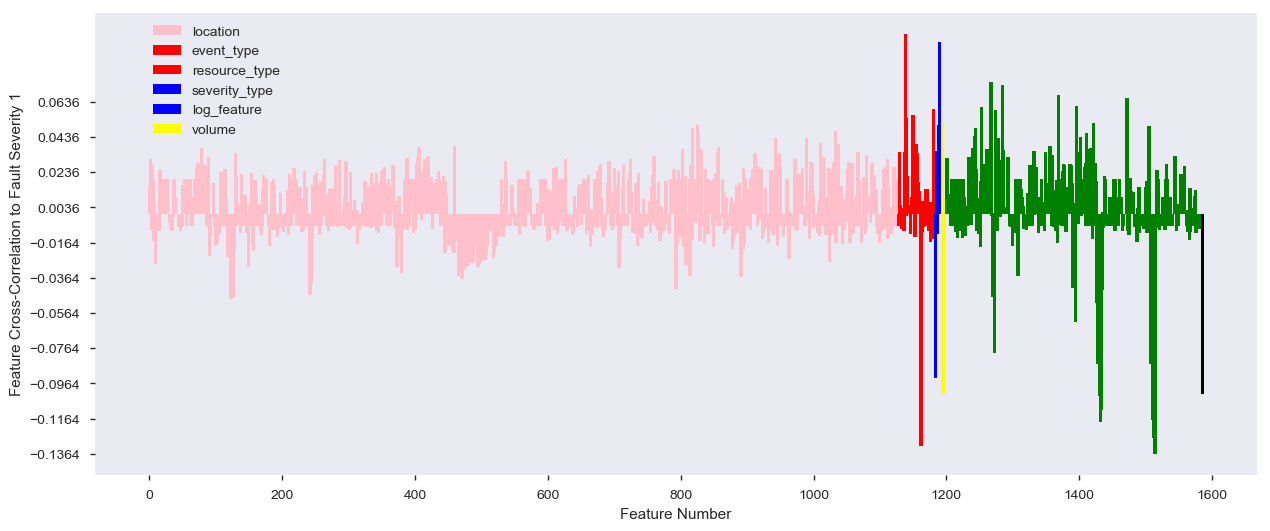 location
event_type
resource_type
severity_type
log_feature
volume
Feature Cross-Correlation to Fault Severity 1
0.0636
0.0436
0.0236
0.0036
−0.0164
−0.0364
−0.0564
−0.0764
−0.0964
−0.1164
−0.1364
0 200 400 600 800 1000 1200 1400 1600
Feature Number